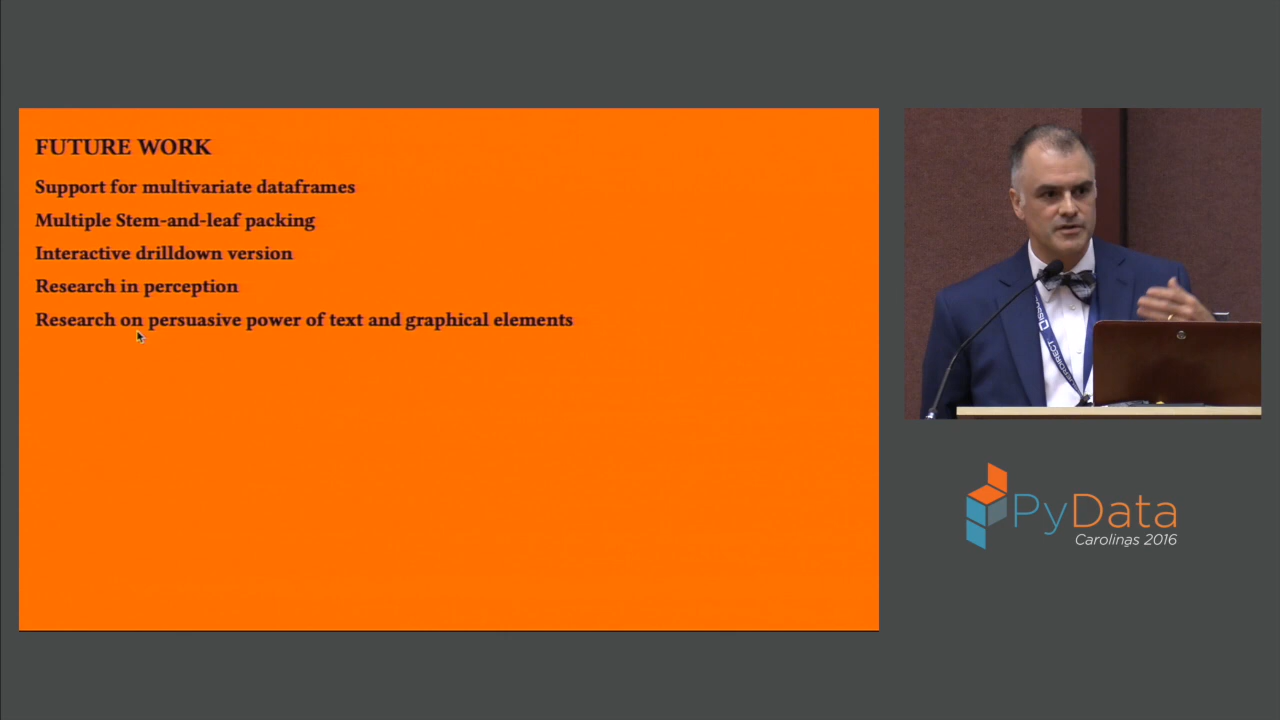 FUTURE WORK
Support for multivariate dataframes
Multiple Stem-and-leaf packing
Interactive drilldown version
Research in perception
Research on persuasive power of text and graphical elements
PyData
Carolinas 2016